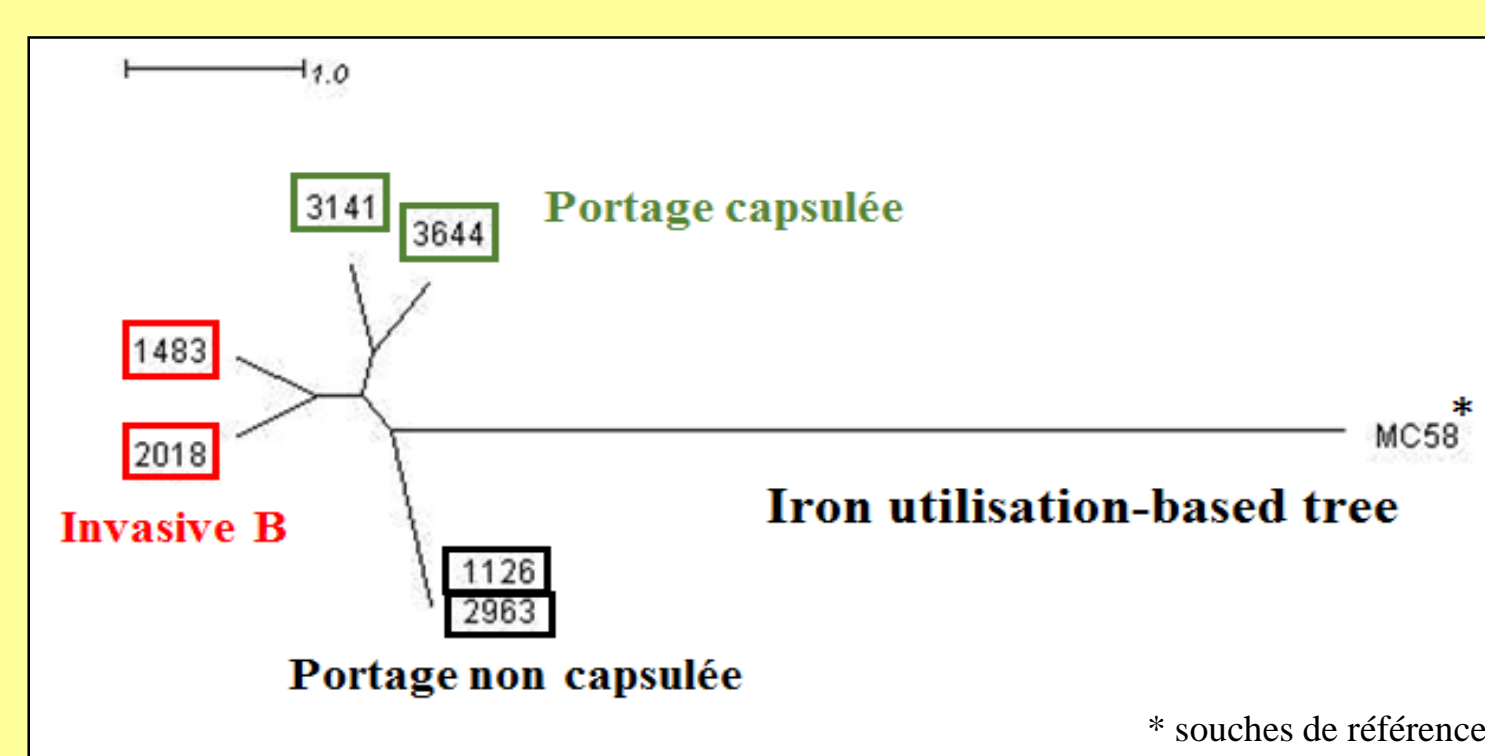 1.0
3141
Portage capsulée
3644
1483
MC58*
2018
Iron utilisation-based tree
Invasive B
1126
2963
Portage non capsulée
* souches de référence